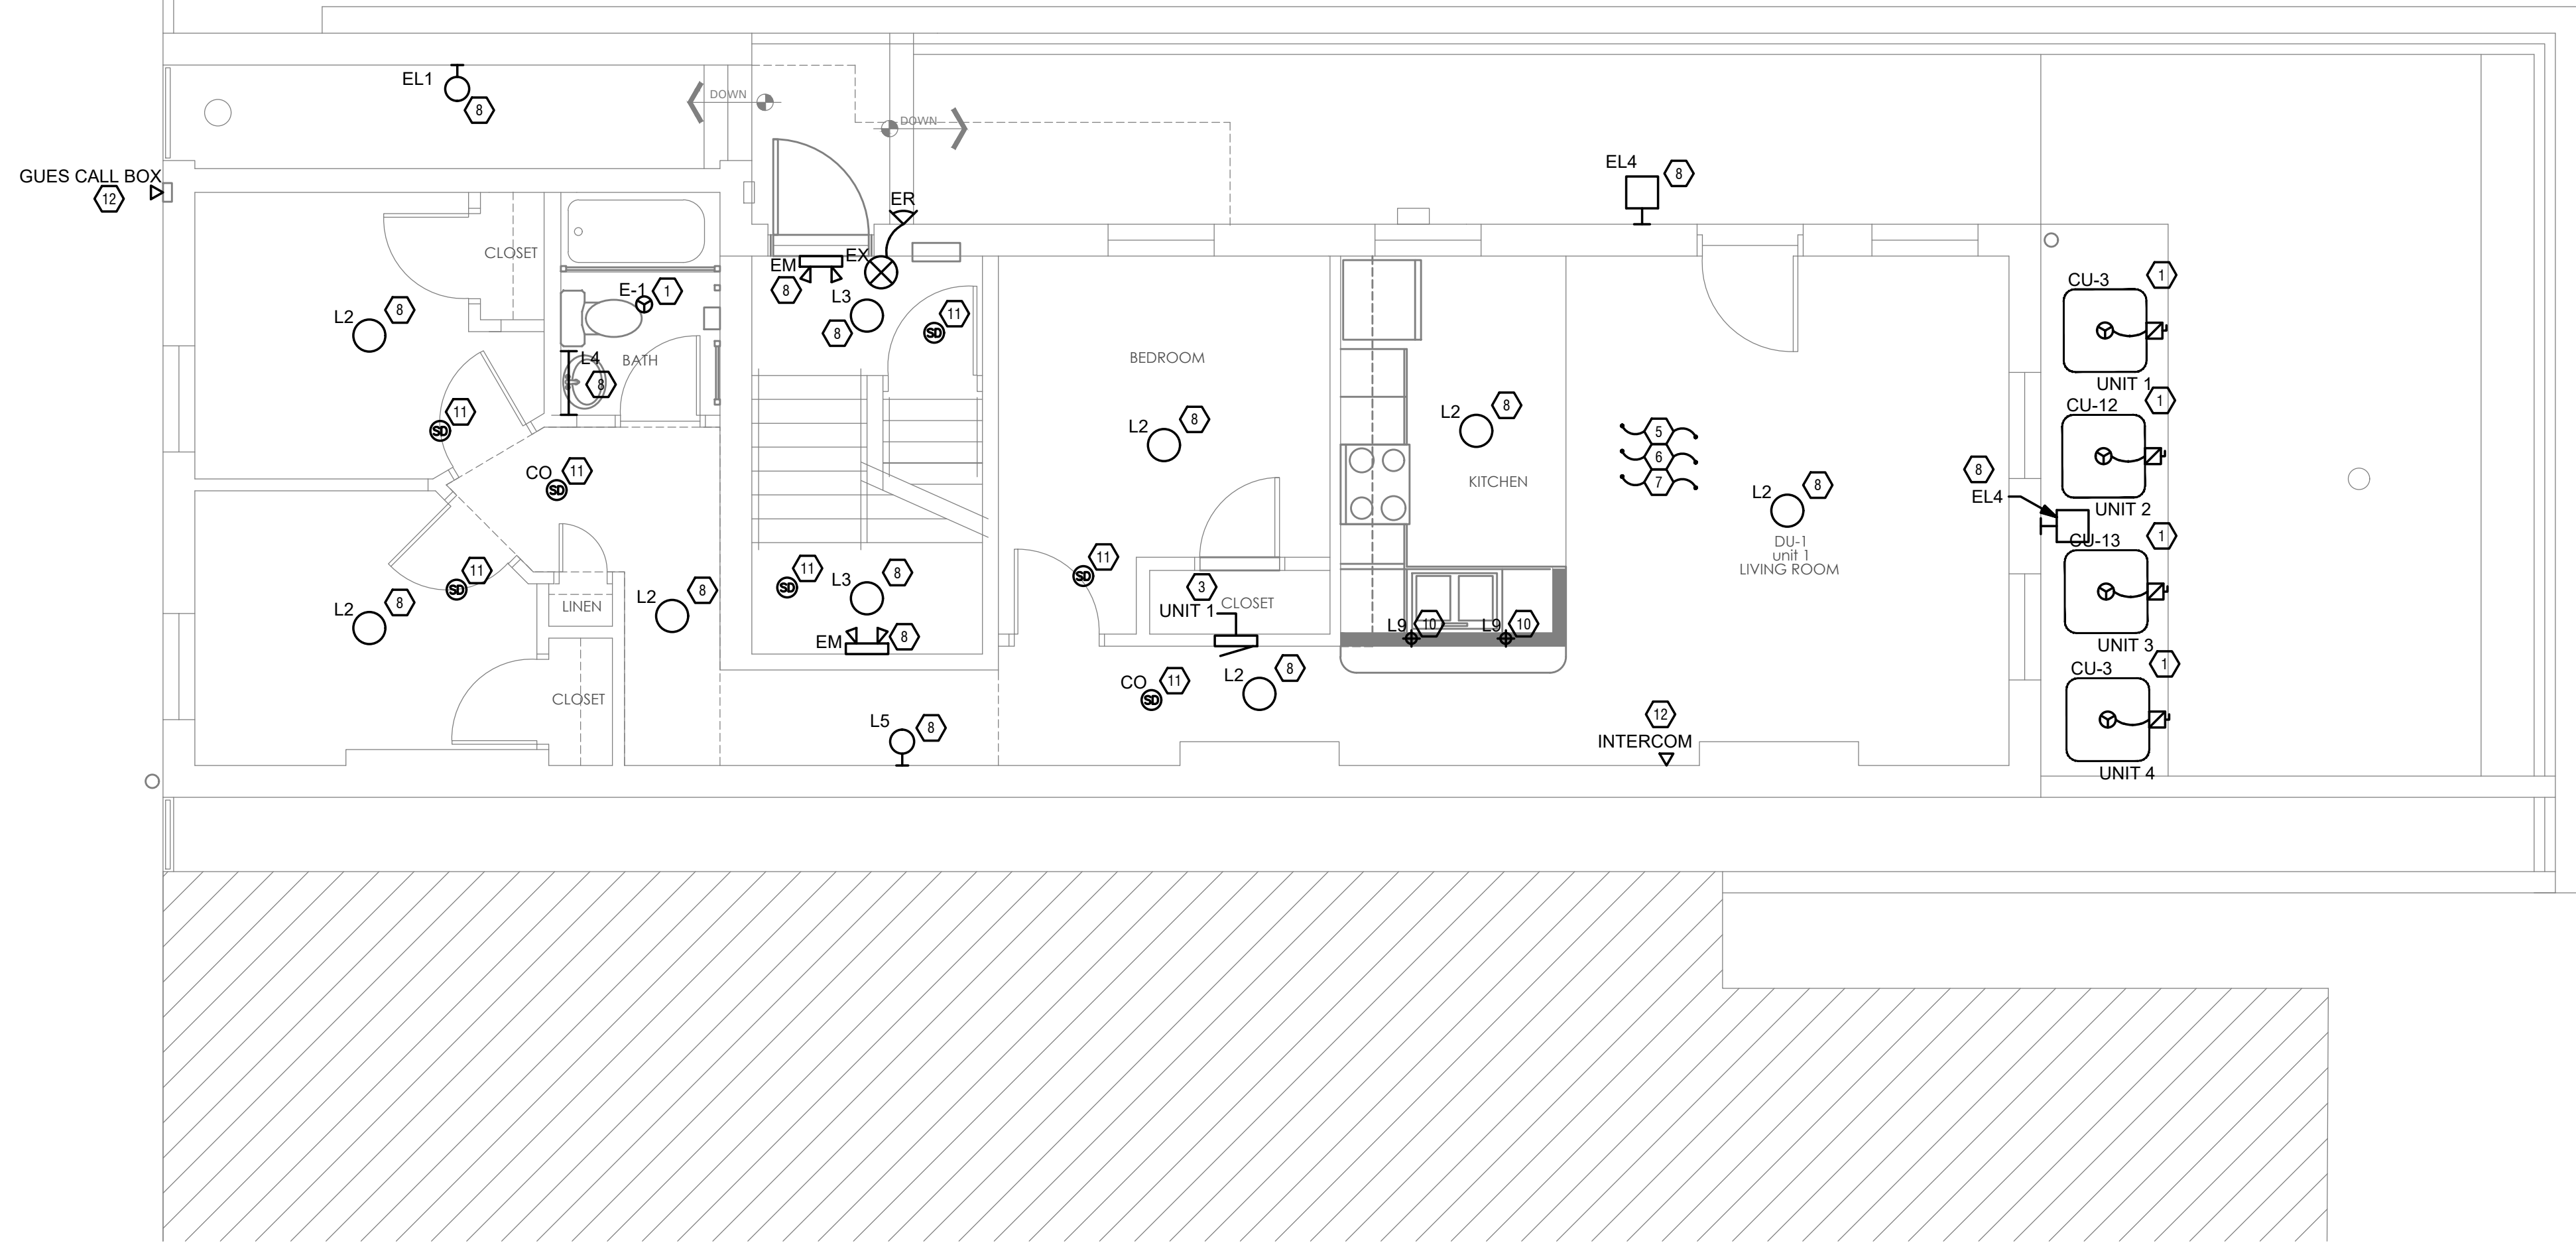 EL1
8
DOWN
DOWN
GUES CALL BOX
12
EL4
8
ER
CLOSET
EX
EM
8
L3
8
11
E-1
1
L2
8
L4
8
BATH
BEDROOM
L2
8
L2
8
5
6
7
KITCHEN
11
SD
SD
CO
11
SD
L2
8
DU-1
unit 1
LIVING ROOM
8
EL4
CU-3
1
UNIT 1
CU-12
1
UNIT 2
CU-13
1
UNIT 3
CU-3
1
UNIT 4
11
SD
L2
8
LINEN
L2
8
11
SD
L3
8
EM
8
11
SD
3
UNIT 1
CLOSET
L9
10
L9
10
CLOSET
L5
8
CO
11
SD
L2
8
12
INTERCOM